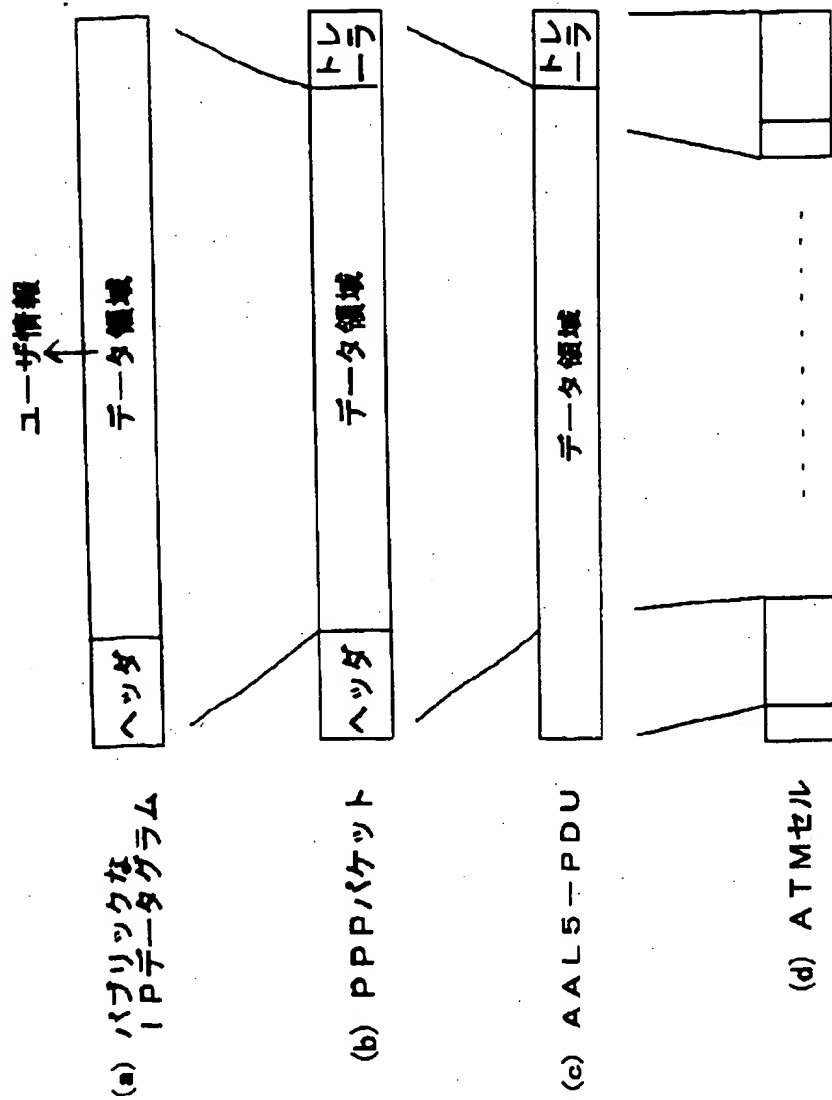 ユーザ情報
(a) パブリックな
IPデータグラム
ヘッダ
データ領域
(b) PPPパケット
ヘッダ
データ領域
トレ
ーラ
(c) AAL5-PDU
データ領域
トレ
ーラ
(d) ATMセル